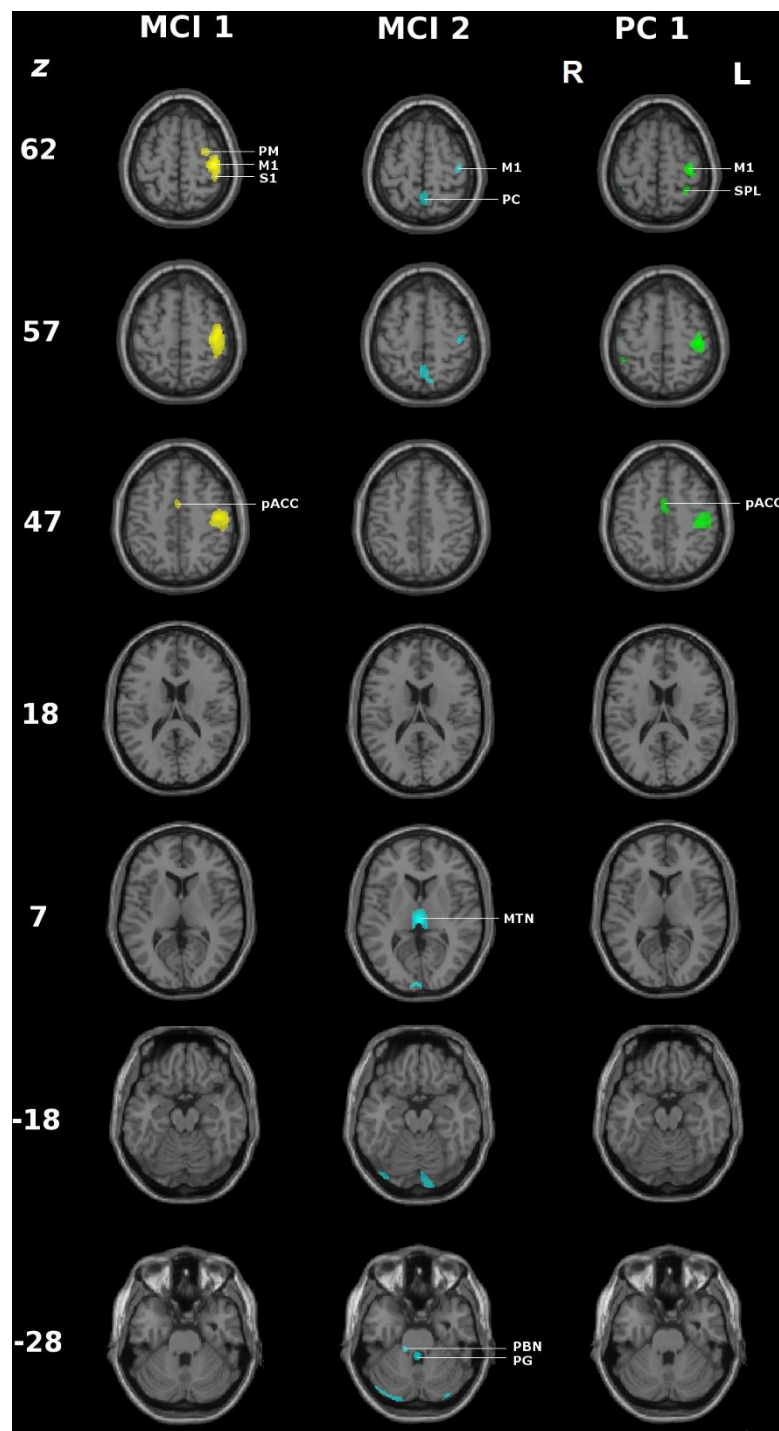 MCI 1 MCI 2 PC 1
z R L
62
PM
M1 M1 M1
S1 PC SPL
57
47
pACC pACC
18
7
MTN
-18
-28
PBN
PG